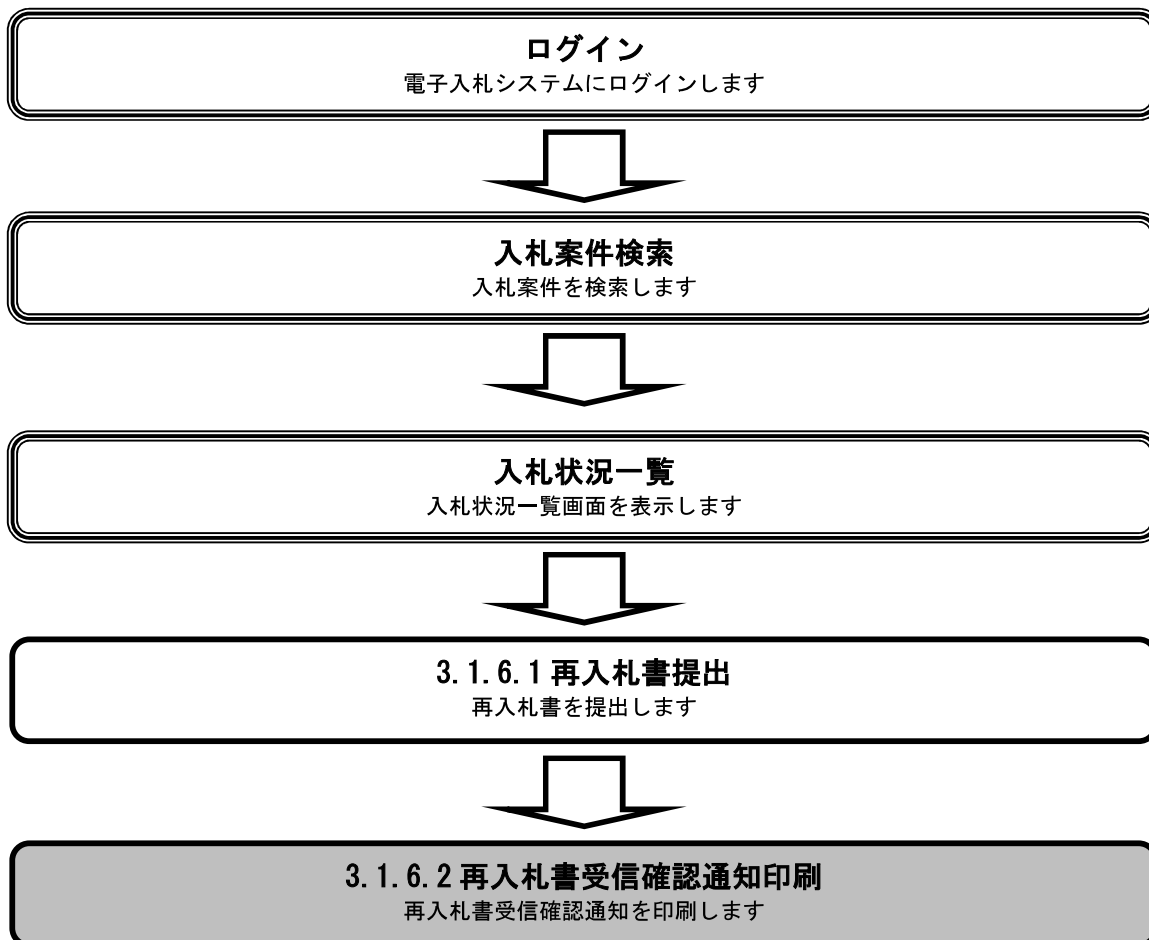 ログイン
電子入札システムにログインします
入札案件検索
入札案件を検索します
入札状況一覧
入札状況一覧画面を表示します
3.1.6.1再入札書提出
再入札書を提出します
3.1.6.2再入札書受信確認通知印刷
再入札書受信確認通知を印刷します